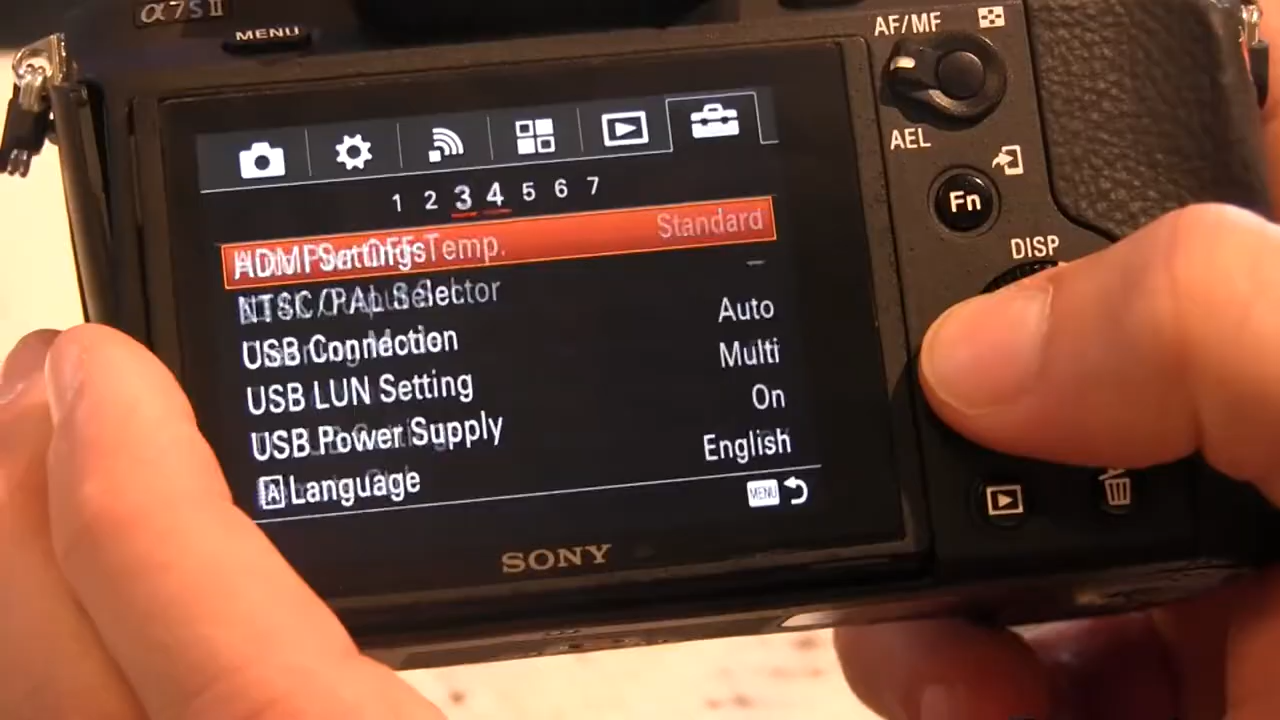 α7SII
MENU
AF/MF
AEL
Fn
DISP
1 2 3 4 5 6 7
HDMI Settings Temp. Standard
NTSC/PAL Selector
USB Connection Auto
USB LUN Setting Multi
USB Power Supply On
A Language English
MENU
SONY